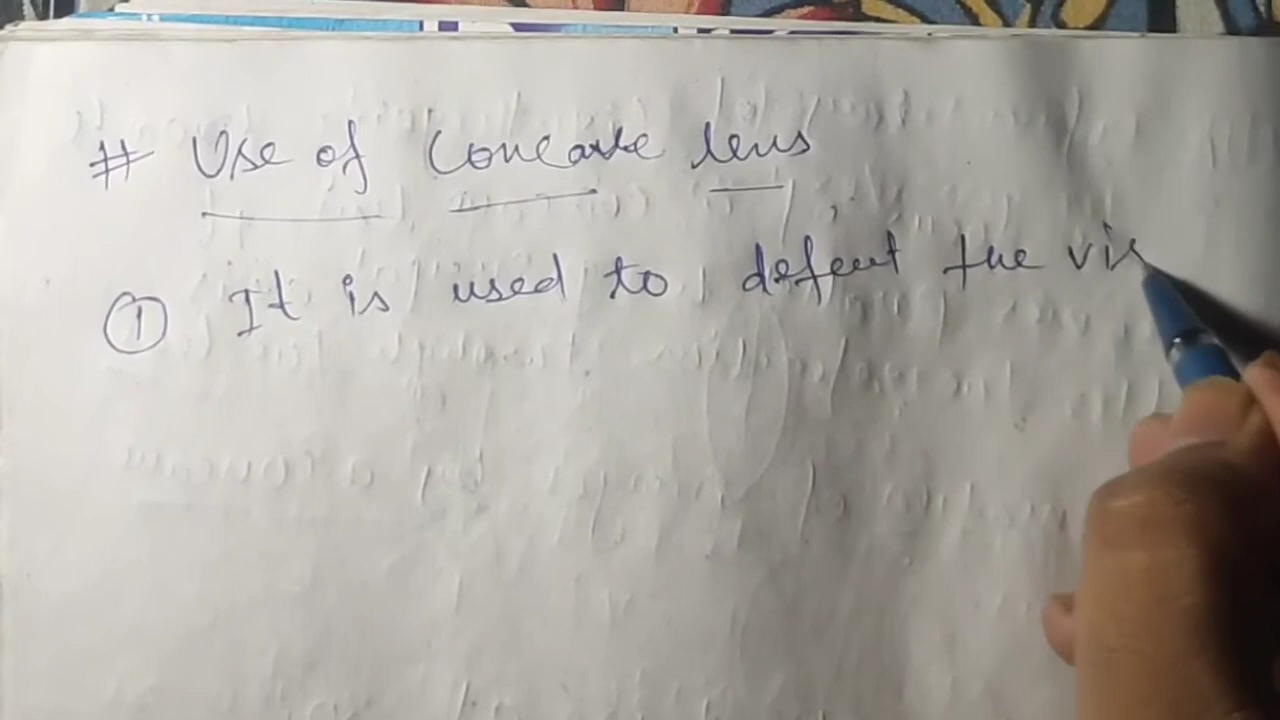 # Use of Concave lens
① It is used to defect the vis